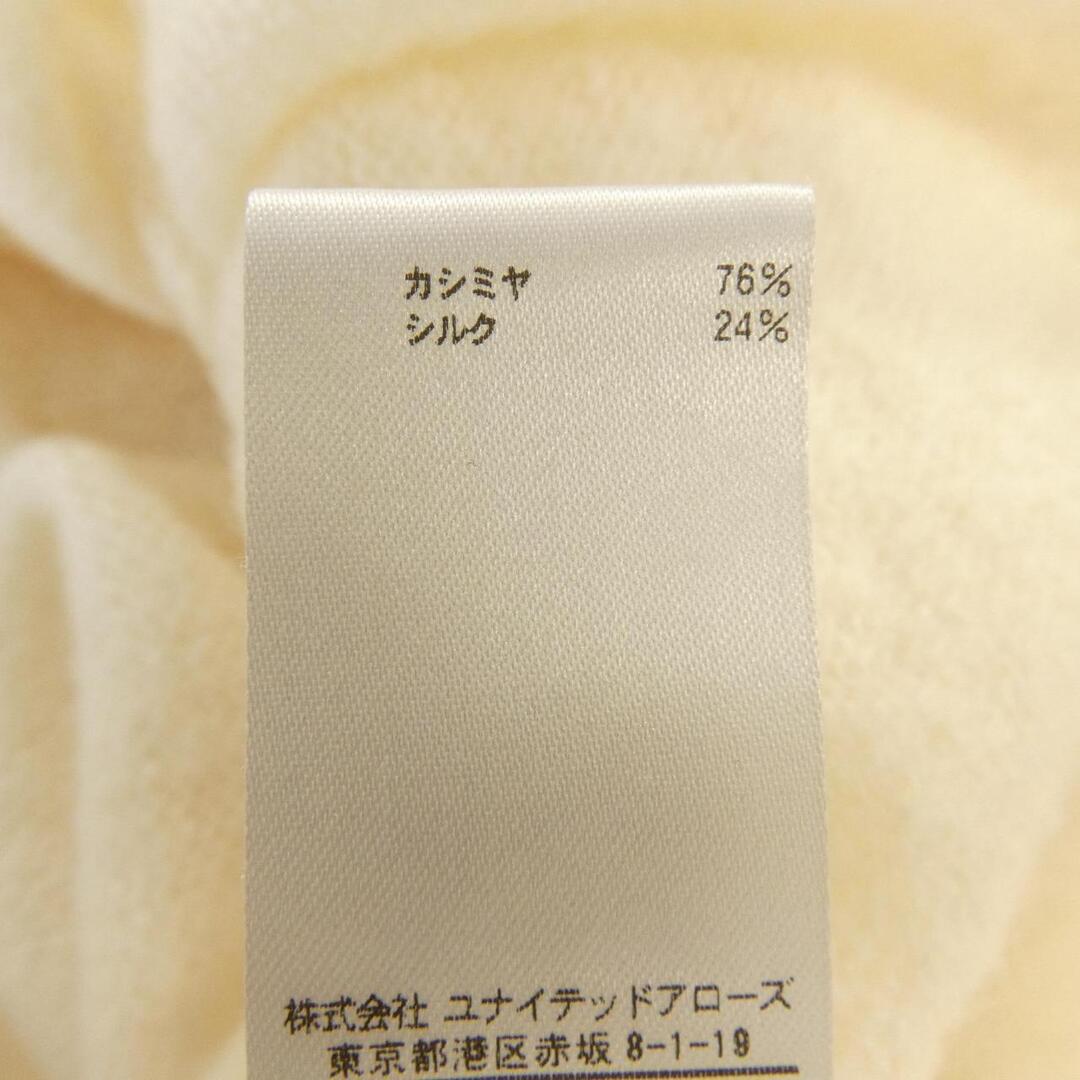 カシミヤ 76%
シルク 24%
株式会社 ユナイテッドアローズ
東京都港区赤坂 8-1-19